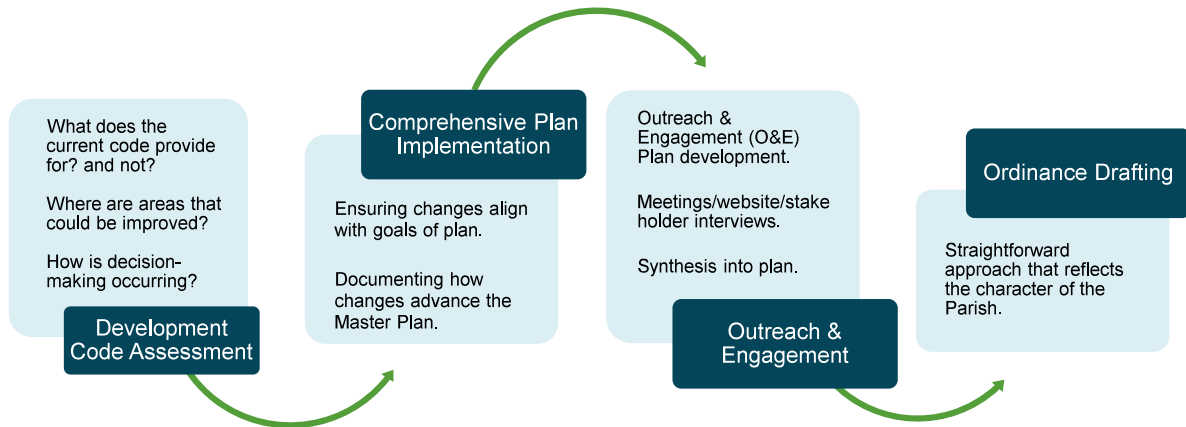 What does the
current code provide
for? and not?
Where are areas that
could be improved?
How is decision-
making occurring?
Development
Code Assessment
Comprehensive Plan
Implementation
Ensuring changes align
with goals of plan.
Documenting how
changes advance the
Master Plan.
Outreach &
Engagement (O&E)
Plan development.
Meetings/website/stake
holder interviews.
Synthesis into plan.
Outreach &
Engagement
Ordinance Drafting
Straightforward
approach that reflects
the character of the
Parish.